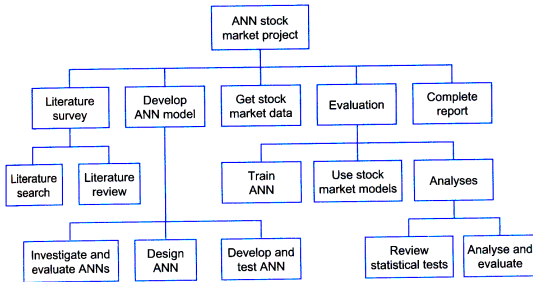 ANN stock
market project
Literature
survey
Develop
ANN model
Get stock
market data
Evaluation
Complete
report
Literature
search
Literature
review
Train
ANN
Use stock
market models
Analyses
Investigate and
evaluate ANNs
Design
ANN
Develop and
test ANN
Review
statistical tests
Analyse and
evaluate